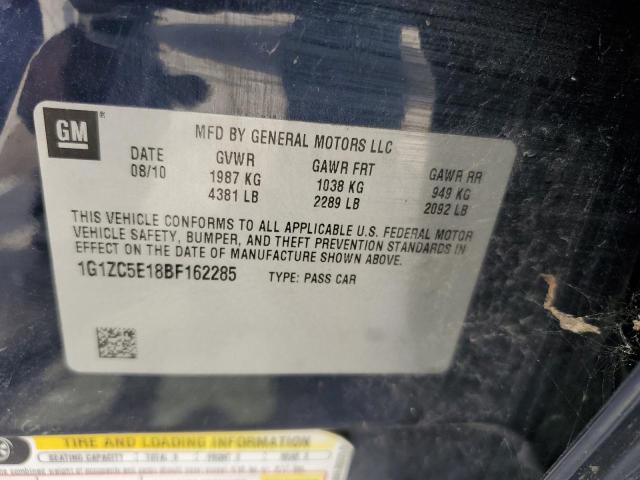 GM
®
MFD BY GENERAL MOTORS LLC
DATE GVWR GAWR FRT GAWR RR
08/10 1987 KG 1038 KG 949 KG
4381 LB 2289 LB 2092 LB
THIS VEHICLE CONFORMS TO ALL APPLICABLE U.S. FEDERAL MOTOR
VEHICLE SAFETY, BUMPER, AND THEFT PREVENTION STANDARDS IN
EFFECT ON THE DATE OF MANUFACTURE SHOWN ABOVE.
1G1ZC5E18BF162285 TYPE: PASS CAR
TIRE AND LOADING INFORMATION
SEATING CAPACITY TOTAL